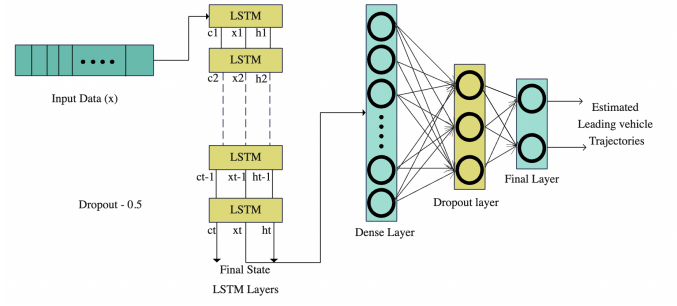 LSTM
c1 x1 h1
LSTM
c2 x2 h2
Input Data (x)
LSTM
ct-1 xt-1 ht-1
Dropout - 0.5
LSTM
ct xt ht
Final State
LSTM Layers
Dense Layer
Dropout layer
Final Layer
Estimated
Leading vehicle
Trajectories